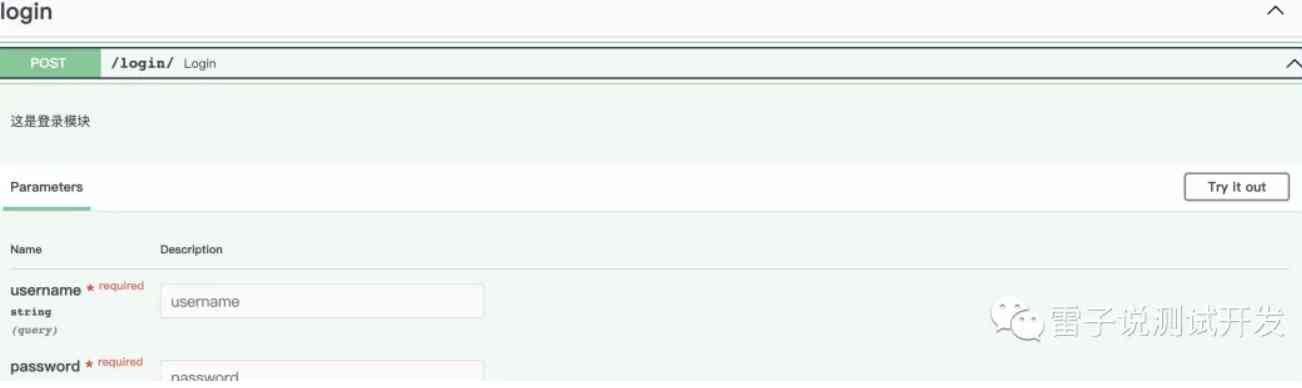 login
POST /login/ Login
这是登录模块
Parameters
Try it out
Name Description
username * required
username
string
(query)
雷子说测试开发
password * required
password